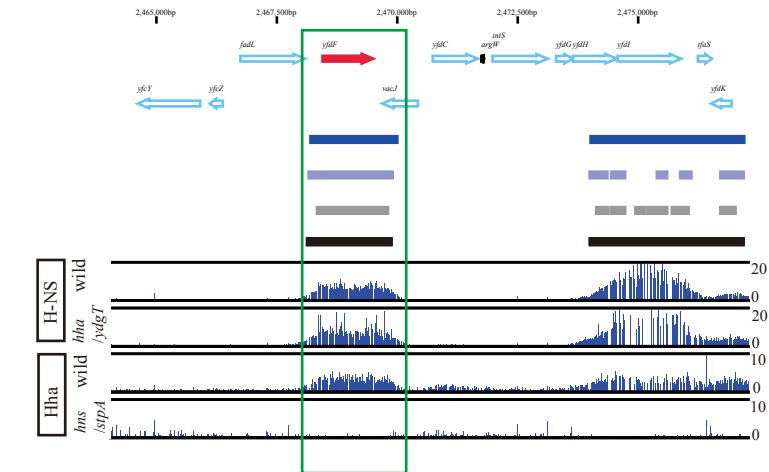 2,465,000bp 2,467,500bp 2,470,000bp 2,472,500bp 2,475,000bp
intS
fadL yfdF yfdC argW yfdG yfdH yfdI tfaS
yfcY yfcZ vacJ yfdK
H-NS
wild
20
0
hha
/ydgT
20
0
Hha
wild
10
0
hns
/stpA
10
0